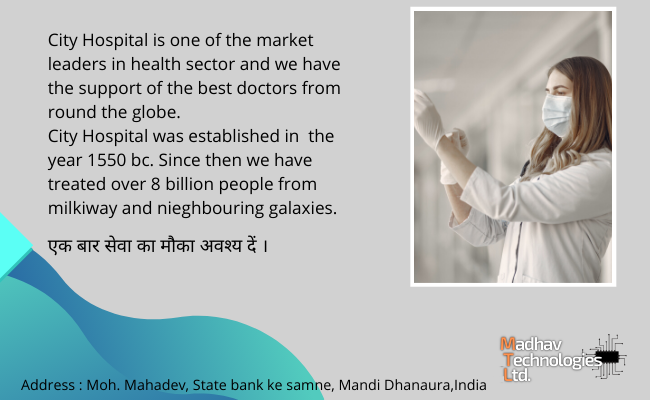 City Hospital is one of the market
leaders in health sector and we have
the support of the best doctors from
round the globe.
City Hospital was established in  the
year 1550 bc. Since then we have
treated over 8 billion people from
milkiway and nieghbouring galaxies.
एक बार सेवा का मौका अवश्य दें ।
Madhav
Technologies
Ltd.
Address : Moh. Mahadev, State bank ke samne, Mandi Dhanaura,India